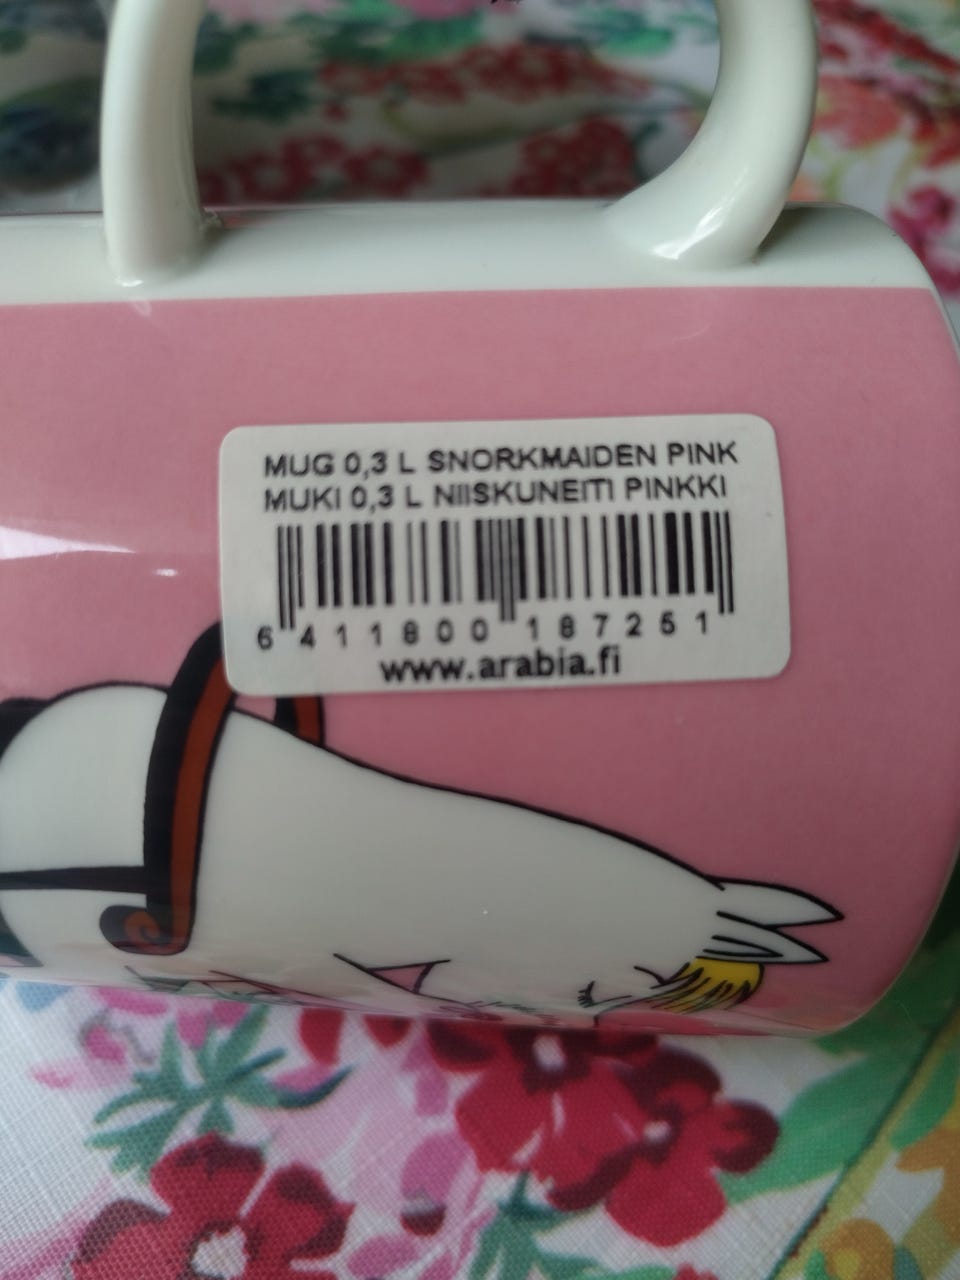 MUG 0,3 L SNORKMAIDEN PINK
MUKI 0,3 L NIISKUNEITI PINKKI
6 411800 187251
www.arabia.fi